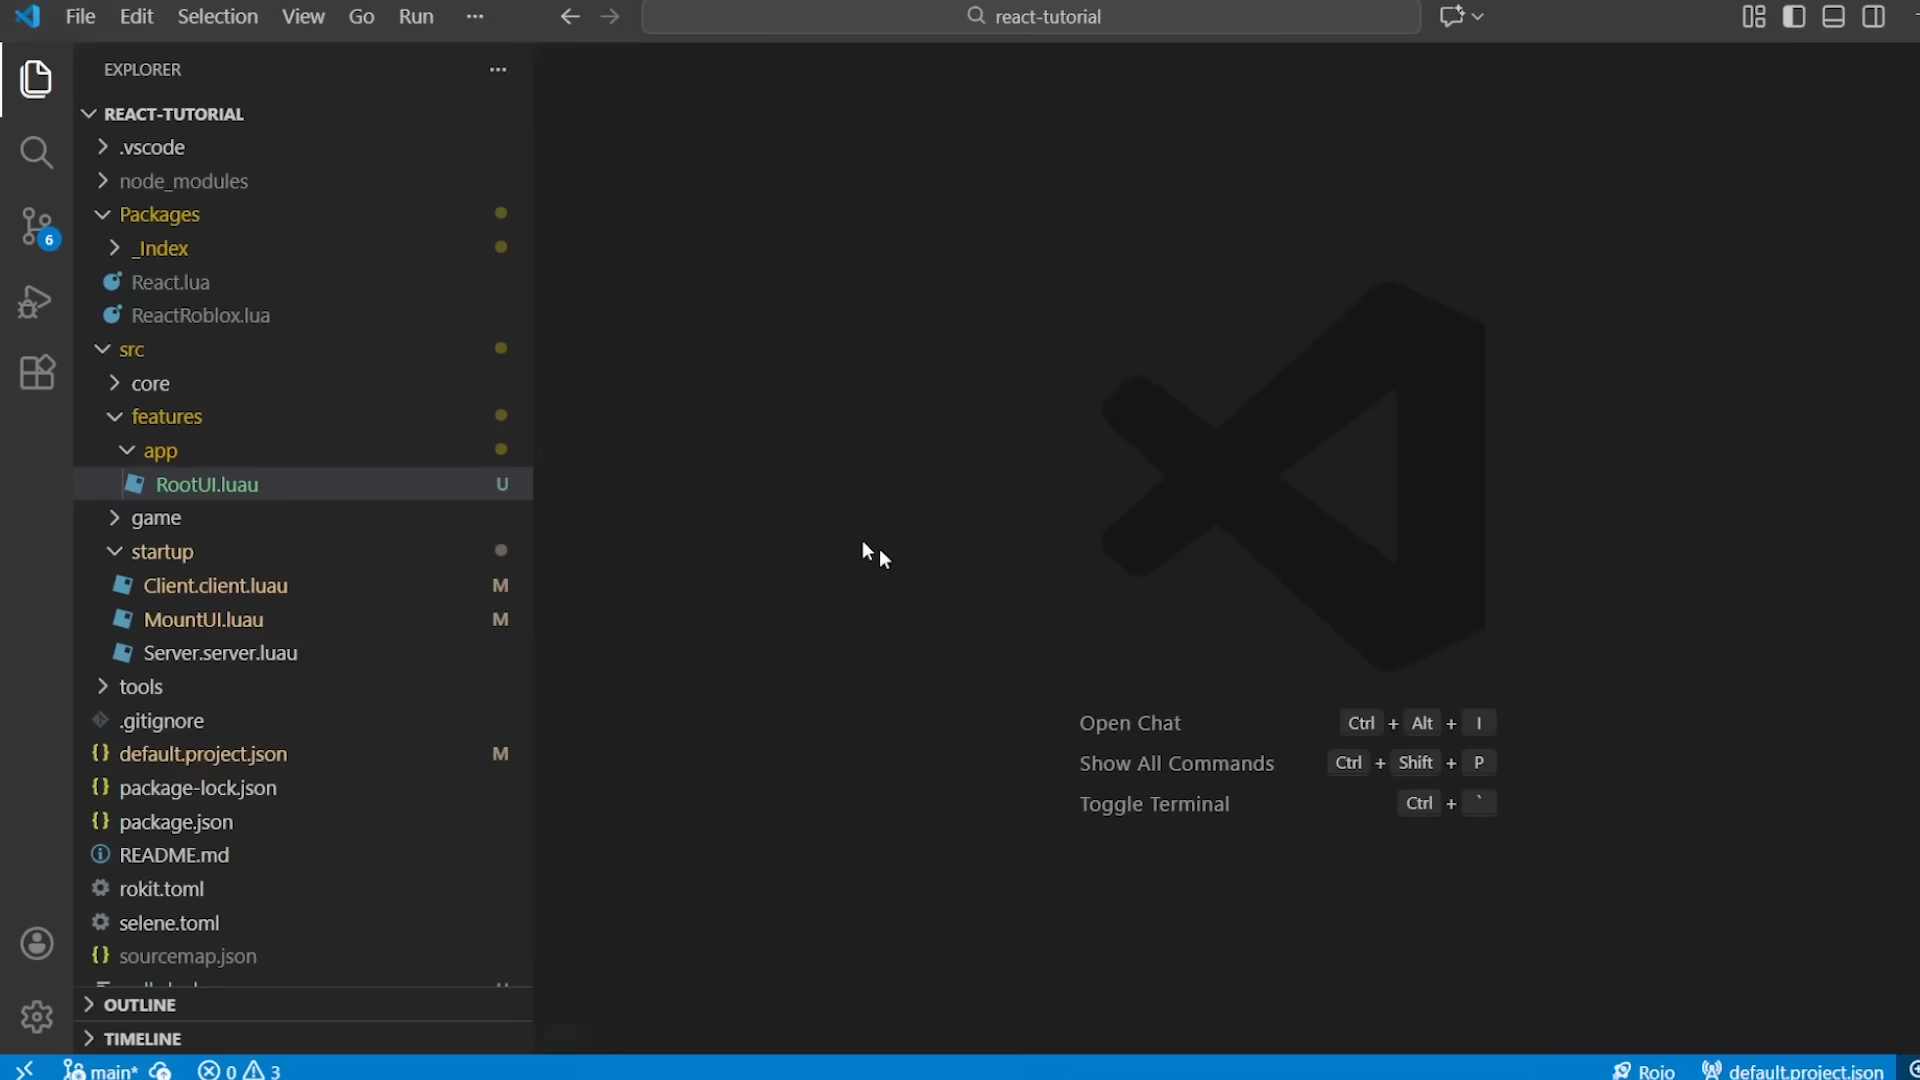 File Edit Selection View Go Run ···
react-tutorial
EXPLORER
REACT-TUTORIAL
.vscode
node_modules
Packages
_Index
React.lua
ReactRoblox.lua
src
core
features
app
RootUI.luau U
game
startup
Client.client.luau M
MountUI.luau M
Server.server.luau
tools
.gitignore
default.project.json M
package-lock.json
package.json
README.md
rokit.toml
selene.toml
sourcemap.json
OUTLINE
TIMELINE
6
Open Chat Ctrl + Alt + I
Show All Commands Ctrl + Shift + P
Toggle Terminal Ctrl + `
main* 0 3 Rojo default.project.json